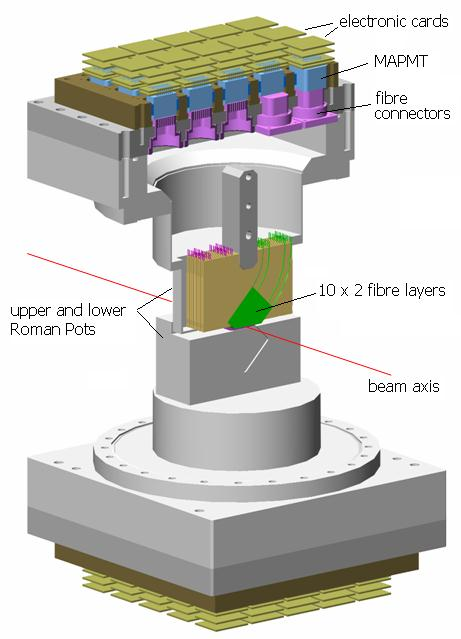 electronic cards
MAPMT
fibre
connectors
10 x 2 fibre layers
upper and lower
Roman Pots
beam axis